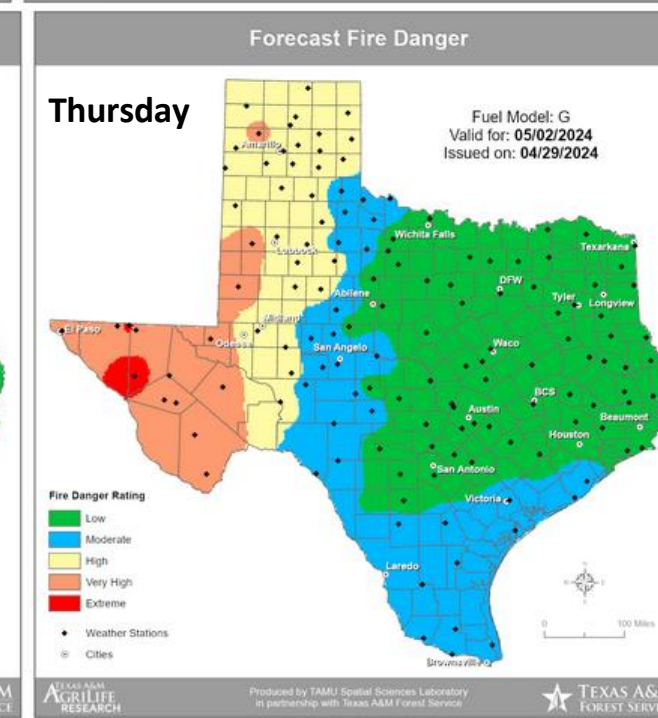 Forecast Fire Danger
Thursday
Fuel Model: G
Valid for: 05/02/2024
Issued on: 04/29/2024
Amarillo
Wichita Falls
Texarkana
Lubbock
DFW
Abilene
Tyler
Longview
Midland
El Paso
Odessa
San Angelo
Waco
BCS
Austin
Beaumont
Houston
San Antonio
Victoria
Fire Danger Rating
Low
Moderate
High
Very High
Extreme
Weather Stations
Cities
Laredo
Brownsville
0 100 Miles
TEXAS A&M
AGRILIFE
RESEARCH
Produced by TAMU Spatial Sciences Laboratory
in partnership with Texas A&M Forest Service
TEXAS A&
FOREST SERV